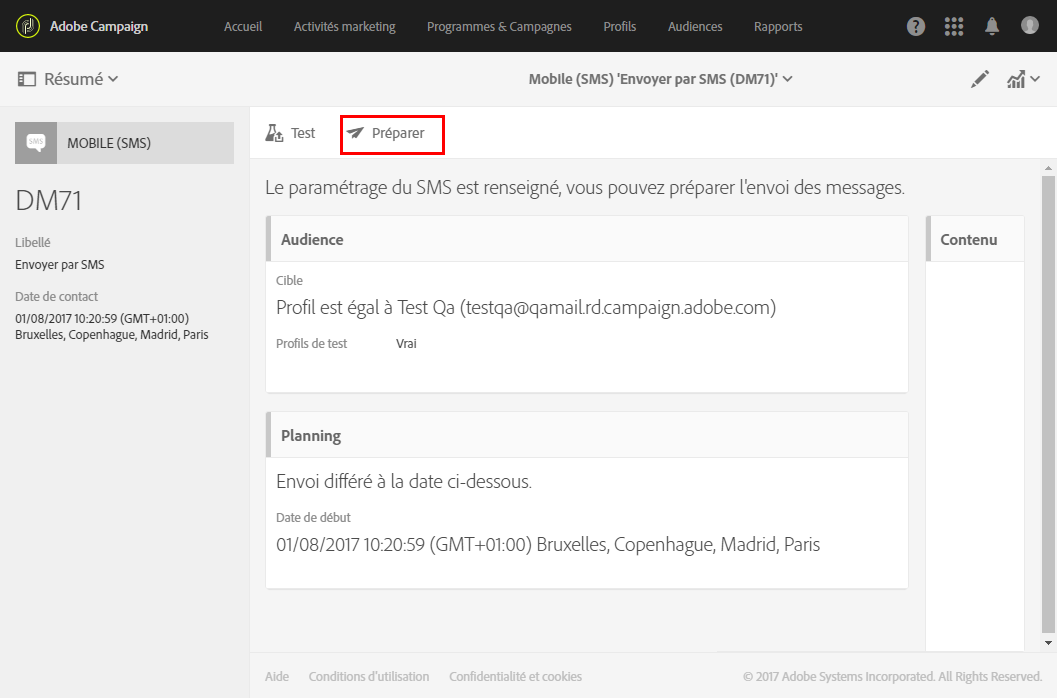 Adobe Campaign
Accueil
Activités marketing
Programmes & Campagnes
Profils
Audiences
Rapports
?
Résumé
Mobile (SMS) 'Envoyer par SMS (DM71)'
SMS
MOBILE (SMS)
DM71
Libellé
Envoyer par SMS
Date de contact
01/08/2017 10:20:59 (GMT+01:00)
Bruxelles, Copenhague, Madrid, Paris
Test
Préparer
Le paramétrage du SMS est renseigné, vous pouvez préparer l'envoi des messages.
Audience
Cible
Profil est égal à Test Qa (testqa@qamail.rd.campaign.adobe.com)
Profils de test Vrai
Contenu
Planning
Envoi différé à la date ci-dessous.
Date de début
01/08/2017 10:20:59 (GMT+01:00) Bruxelles, Copenhague, Madrid, Paris
Aide
Conditions d'utilisation
Confidentialité et cookies
© 2017 Adobe Systems Incorporated. All Rights Reserved.